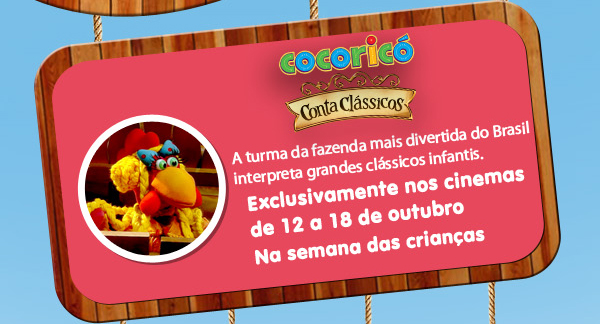 cocoricó
Conta Clássicos
A turma da fazenda mais divertida do Brasil
interpreta grandes clássicos infantis.
Exclusivamente nos cinemas
de 12 a 18 de outubro
Na semana das crianças